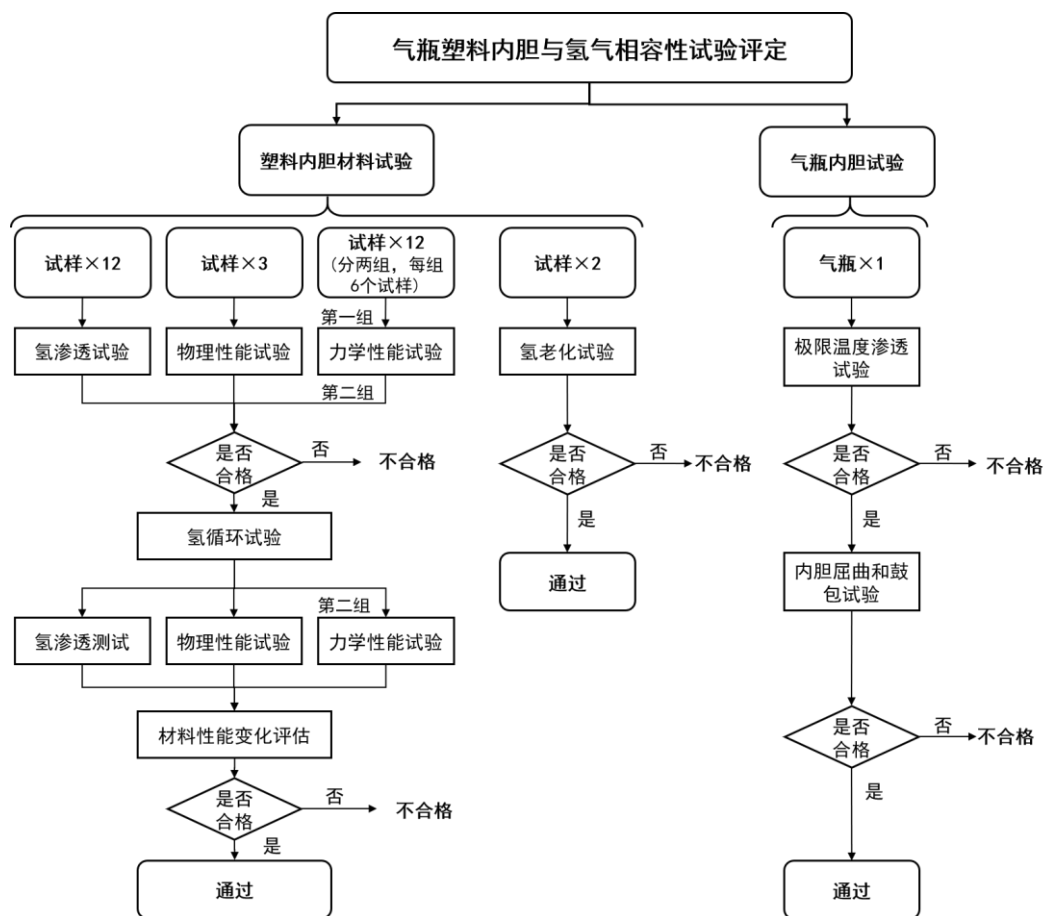 气瓶塑料内胆与氢气相容性试验评定
塑料内胆材料试验
气瓶内胆试验
试样×12
试样×3
试样×12
(分两组，每组
6个试样)
试样×2
气瓶×1
第一组
氢渗透试验
物理性能试验
力学性能试验
氢老化试验
极限温度渗透
试验
第二组
是否
合格
否
不合格
是否
合格
否
不合格
是否
合格
否
不合格
是
是
是
氢循环试验
内胆屈曲和鼓
包试验
通过
第二组
氢渗透测试
物理性能试验
力学性能试验
材料性能变化评估
是否
合格
否
不合格
是
是否
合格
否
不合格
是
通过
通过